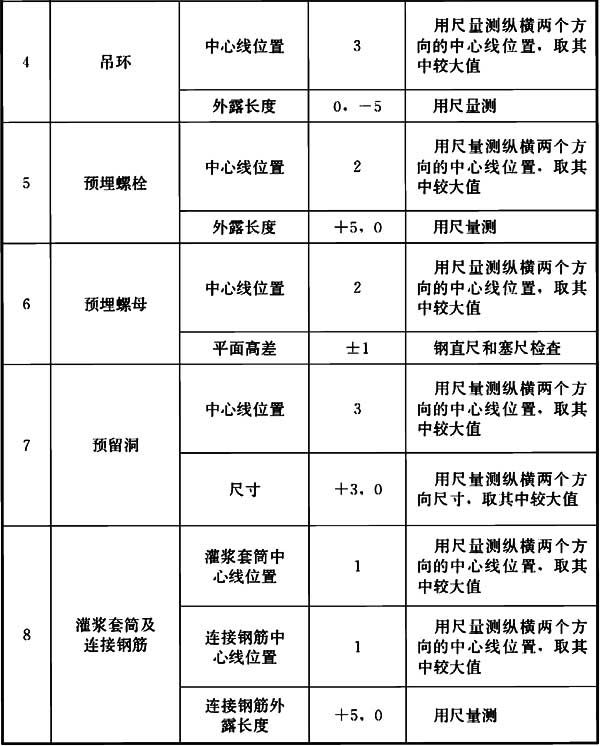 4
吊环
中心线位置
3
用尺量测纵横两个方
向的中心线位置，取其
中较大值
外露长度
0，－5
用尺量测
5
预埋螺栓
中心线位置
2
用尺量测纵横两个方
向的中心线位置，取其
中较大值
外露长度
＋5，0
用尺量测
6
预埋螺母
中心线位置
2
用尺量测纵横两个方
向的中心线位置，取其
中较大值
平面高差
±1
钢直尺和塞尺检查
7
预留洞
中心线位置
3
用尺量测纵横两个方
向的中心线位置，取其
中较大值
尺寸
＋3，0
用尺量测纵横两个方
向尺寸，取其中较大值
8
灌浆套筒及
连接钢筋
灌浆套筒中
心线位置
1
用尺量测纵横两个方
向的中心线位置，取其
中较大值
连接钢筋中
心线位置
1
用尺量测纵横两个方
向的中心线位置，取其
中较大值
连接钢筋外
露长度
＋5，0
用尺量测